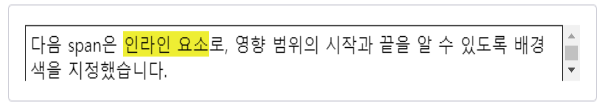 다음 span은 인라인 요소로, 영향 범위의 시작과 끝을 알 수 있도록 배경
색을 지정했습니다.